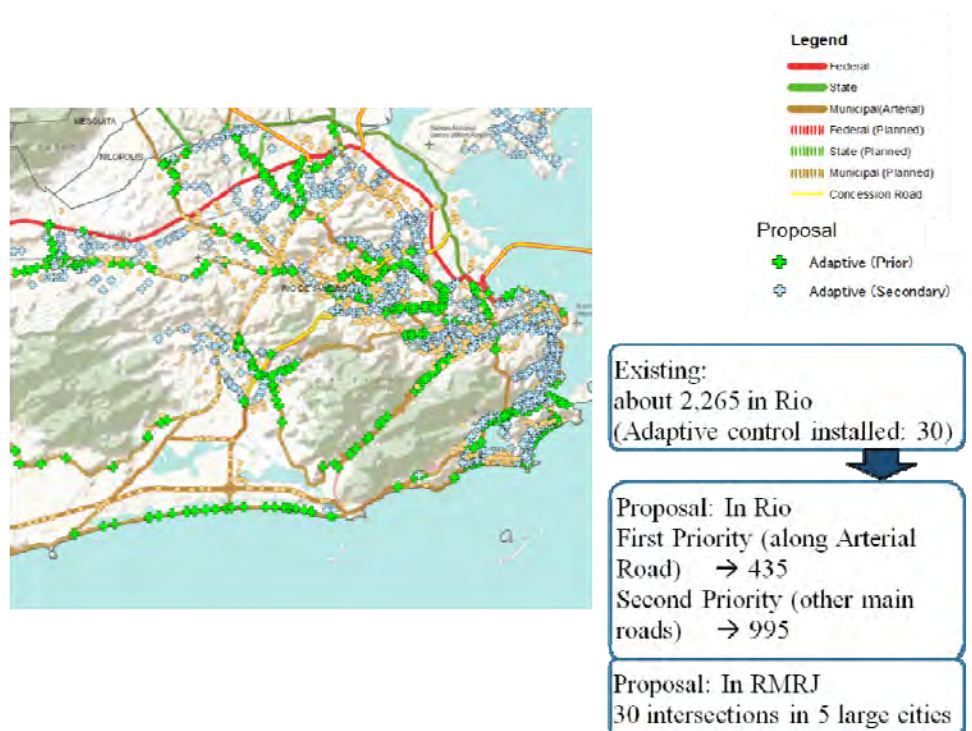 Legend
Federal
State
Municipal(Arterial)
Federal (Planned)
State (Planned)
Municipal (Planned)
Concession Road
Proposal
Adaptive (Prior)
Adaptive (Secondary)
MESQUITA
NILOPOLIS
RIO DE JANEIRO
Existing:
about 2,265 in Rio
(Adaptive control installed: 30)
Proposal: In Rio
First Priority (along Arterial
Road) → 435
Second Priority (other main
roads) → 995
Proposal: In RMRJ
30 intersections in 5 large cities